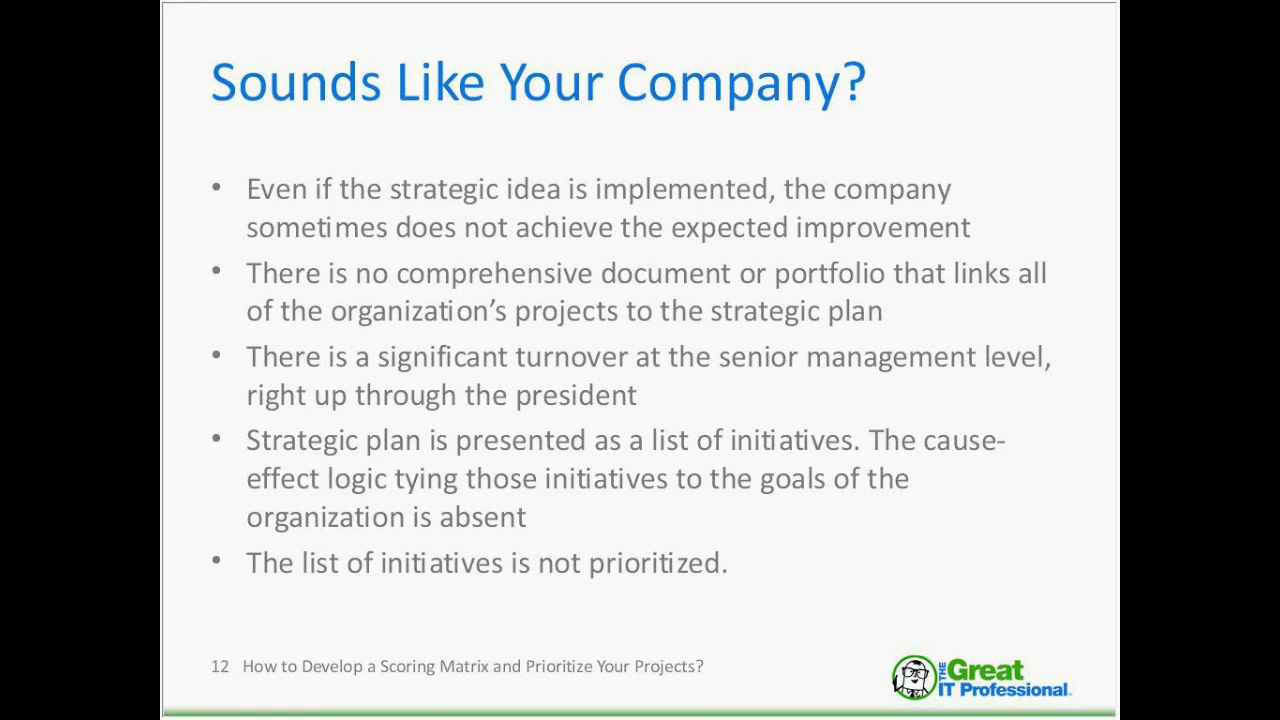 Sounds Like Your Company?
• Even if the strategic idea is implemented, the company
sometimes does not achieve the expected improvement
• There is no comprehensive document or portfolio that links all
of the organization’s projects to the strategic plan
• There is a significant turnover at the senior management level,
right up through the president
• Strategic plan is presented as a list of initiatives. The cause-
effect logic tying those initiatives to the goals of the
organization is absent
• The list of initiatives is not prioritized.
12 How to Develop a Scoring Matrix and Prioritize Your Projects?
THE Great
IT Professional